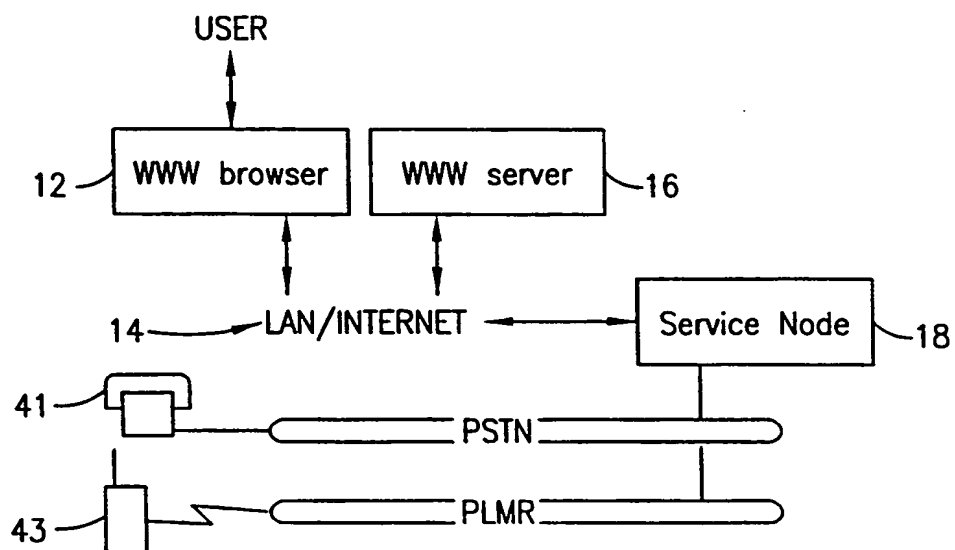 USER
12 WWW browser WWW server 16
14 LAN/INTERNET Service Node 18
41 PSTN
43 PLMR